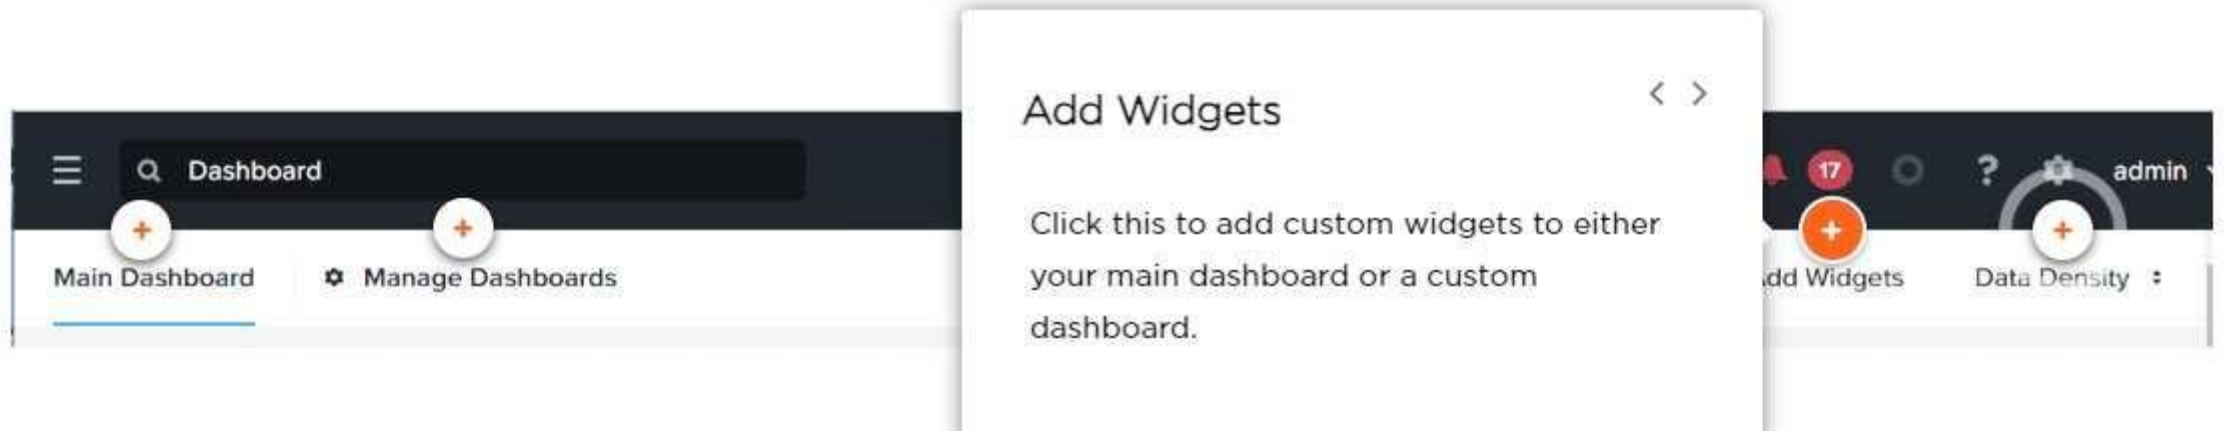 Add Widgets
Dashboard
17
?
admin
Click this to add custom widgets to either
your main dashboard or a custom
dashboard.
Main Dashboard
Manage Dashboards
dd Widgets
Data Density